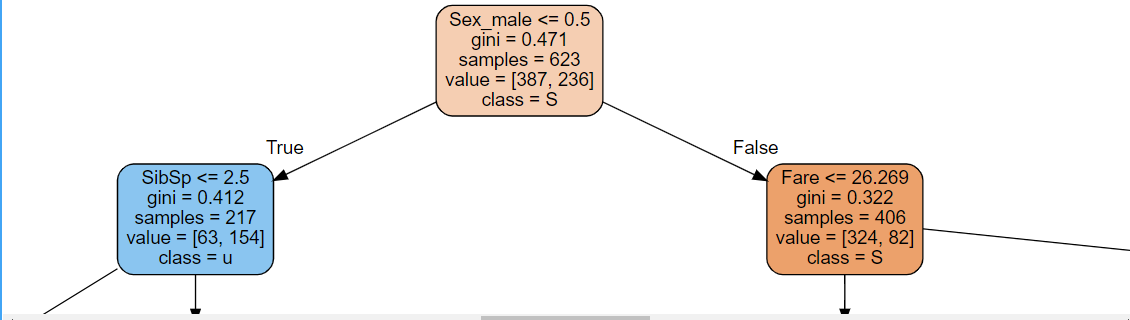 Sex_male <= 0.5
gini = 0.471
samples = 623
value = [387, 236]
class = S
True
False
SibSp <= 2.5
gini = 0.412
samples = 217
value = [63, 154]
class = u
Fare <= 26.269
gini = 0.322
samples = 406
value = [324, 82]
class = S